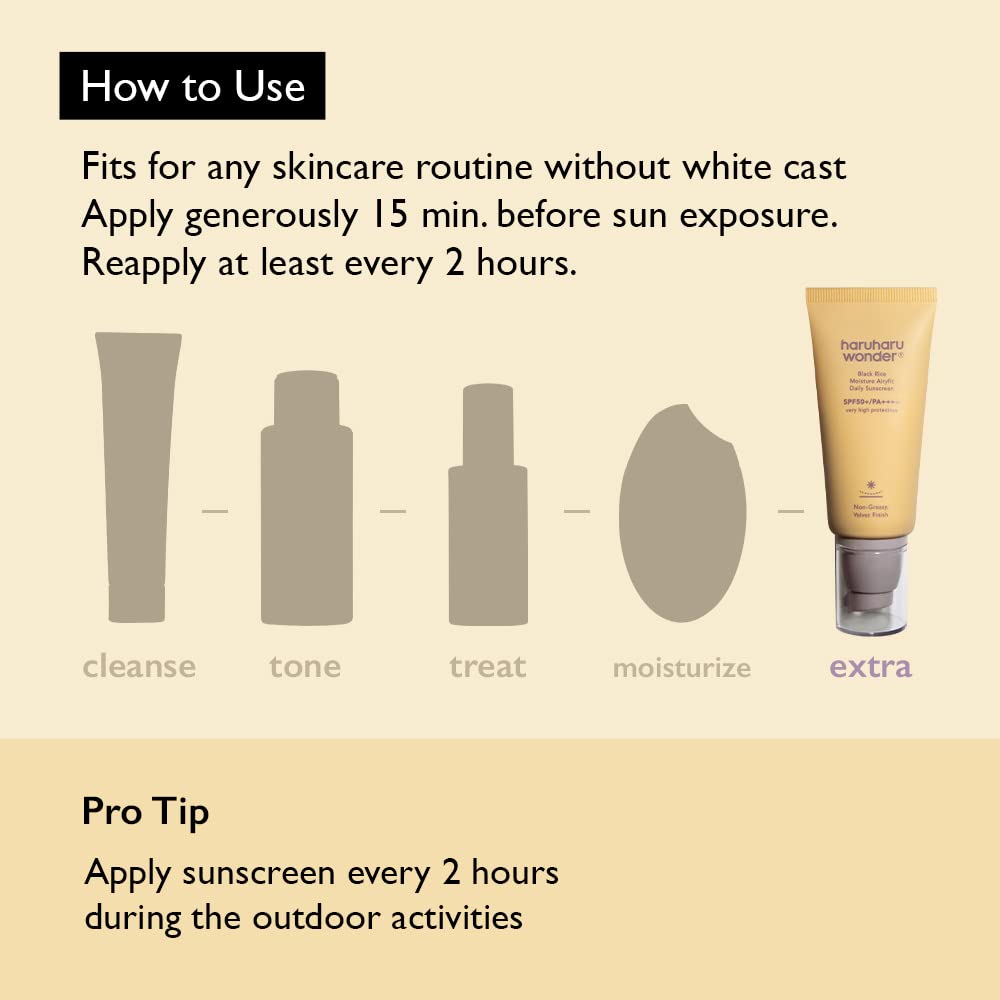 How to Use
Fits for any skincare routine without white cast
Apply generously 15 min. before sun exposure.
Reapply at least every 2 hours.
haruharu
wonder®
Black Rice
Moisture Airyfit
Daily Sunscreen
SPF50+/PA++++
very high protection
Non-Greasy
Velvet Finish
cleanse
tone
treat
moisturize
extra
Pro Tip
Apply sunscreen every 2 hours
during the outdoor activities